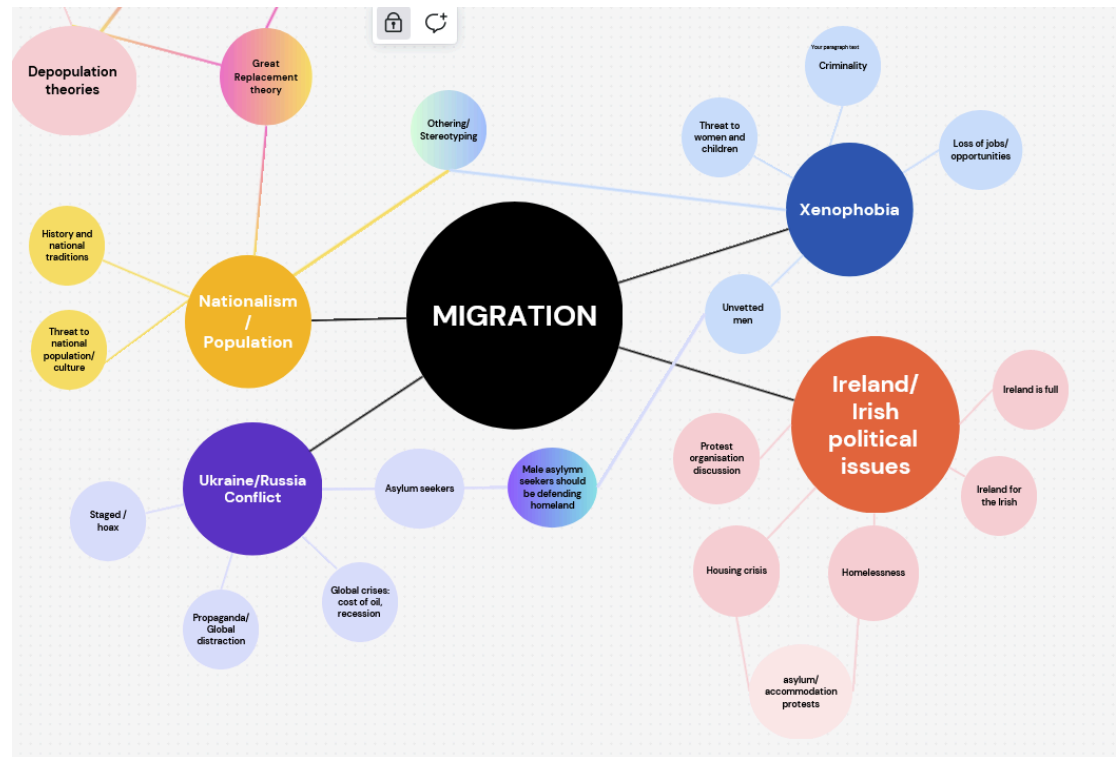 Depopulation
theories
Great
Replacement
theory
Othering/
Stereotyping
Your paragraph text
Criminality
Threat to
women and
children
Loss of jobs/
opportunities
Xenophobia
History and
national
traditions
Nationalism
/
Population
Threat to
national
population/
culture
MIGRATION
Unvetted
men
Ireland/
Irish
political
issues
Ireland is full
Protest
organisation
discussion
Ireland for
the Irish
Ukraine/Russia
Conflict
Asylum seekers
Male asylymn
seekers should
be defending
homeland
Staged /
hoax
Propaganda/
Global
distraction
Global crises:
cost of oil,
recession
Housing crisis
Homelessness
asylum/
accommodation
protests